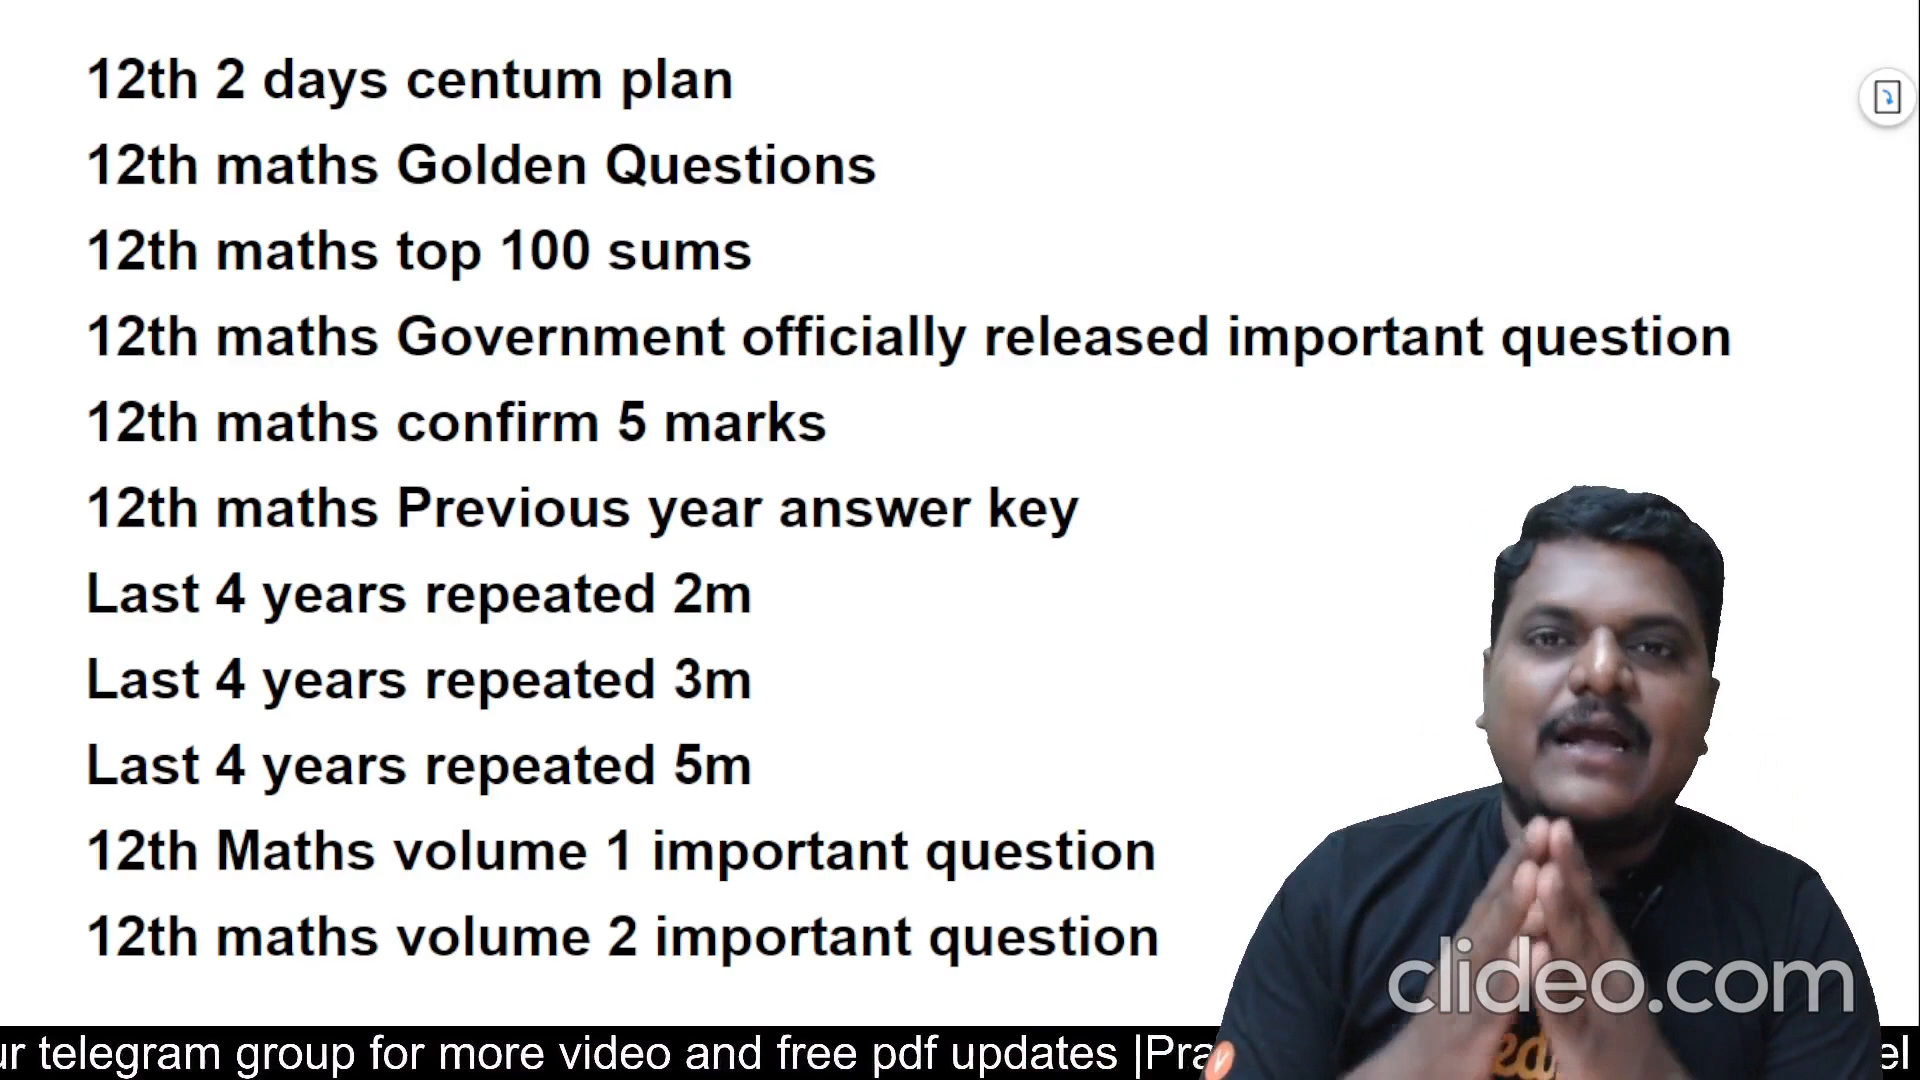 12th 2 days centum plan
12th maths Golden Questions
12th maths top 100 sums
12th maths Government officially released important question
12th maths confirm 5 marks
12th maths Previous year answer key
Last 4 years repeated 2m
Last 4 years repeated 3m
Last 4 years repeated 5m
12th Maths volume 1 important question
12th maths volume 2 important question
clideo.com
telegram group for more video and free pdf updates |